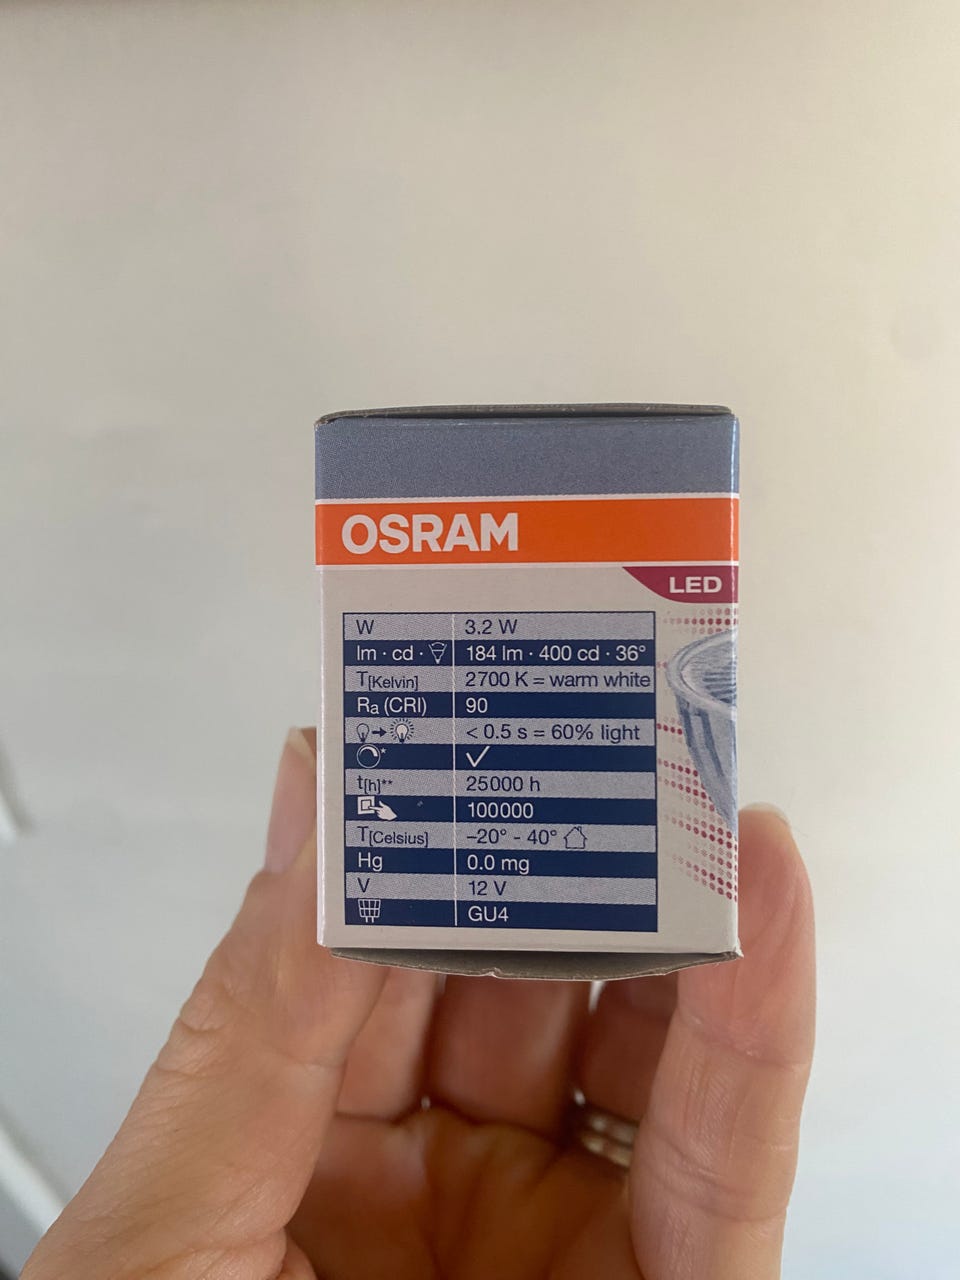 OSRAM
LED
W 3.2 W
lm · cd · 184 lm · 400 cd · 36°
T[Kelvin] 2700 K = warm white
Ra (CRI) 90
< 0.5 s = 60% light
*
t[h]** 25000 h
100000
T[Celsius] –20° - 40°
Hg 0.0 mg
V 12 V
GU4